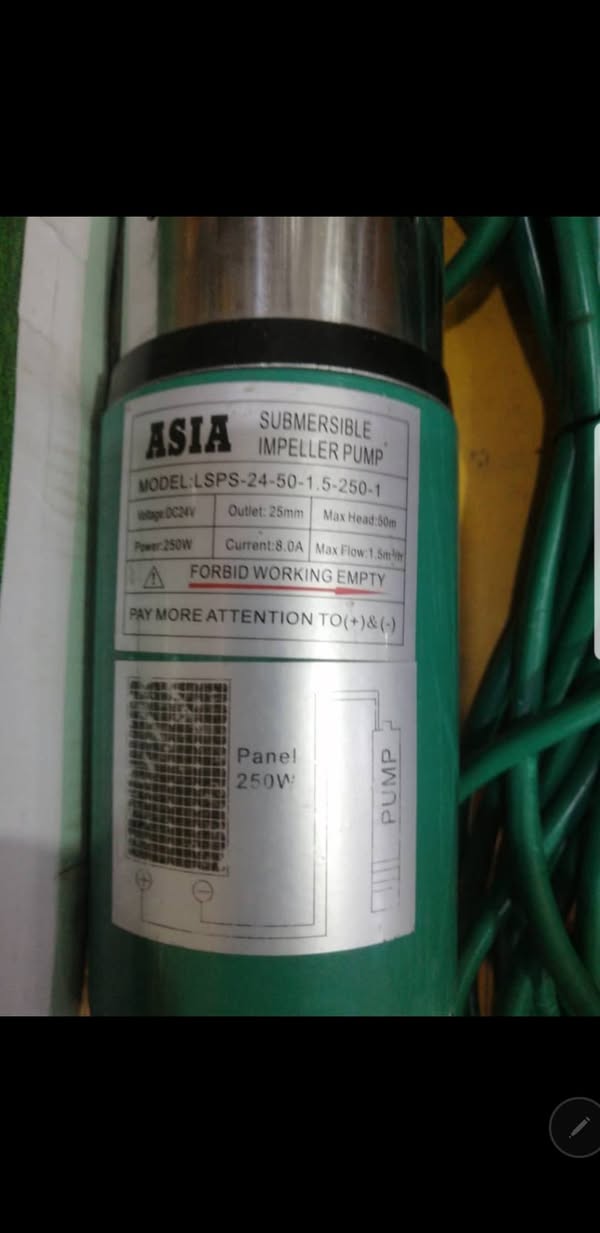 ASIA SUBMERSIBLE
IMPELLER PUMP
MODEL:LSPS-24-50-1.5-250-1
Voltage:DC24V Outlet: 25mm Max Head:50m
Power:250W Current:8.0A Max Flow:1.5m³/hr
FORBID WORKING EMPTY
PAY MORE ATTENTION TO(+)&(-)
Panel
250W
PUMP
+ −